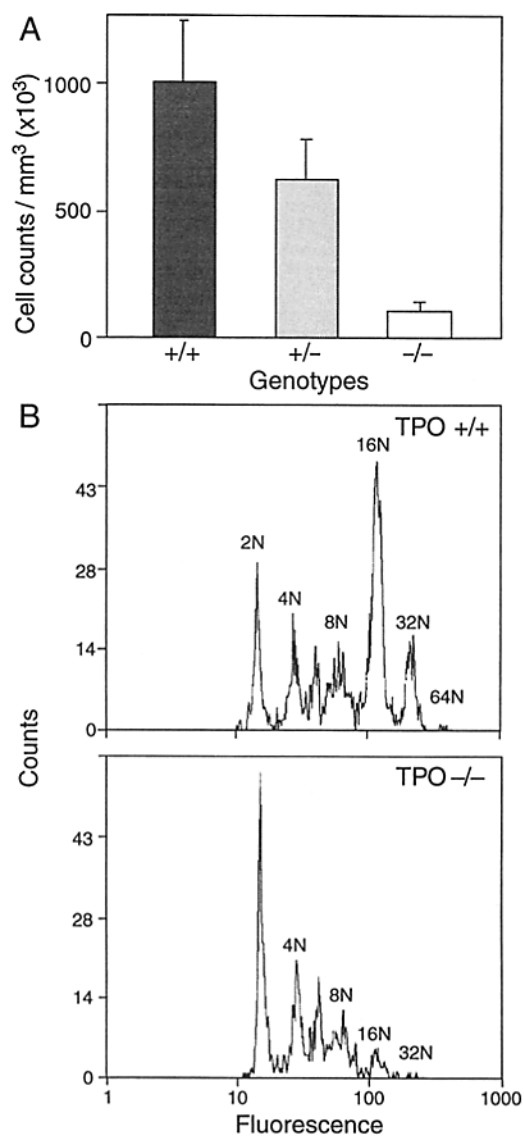 A
Cell counts / mm³ (x10³)
1000
500
0
+/+
+/−
−/−
Genotypes
B
TPO +/+
16N
43
2N
28
4N
8N
32N
14
64N
0
Counts
TPO −/−
43
28
4N
14
8N
16N
32N
0
1
10
100
1000
Fluorescence